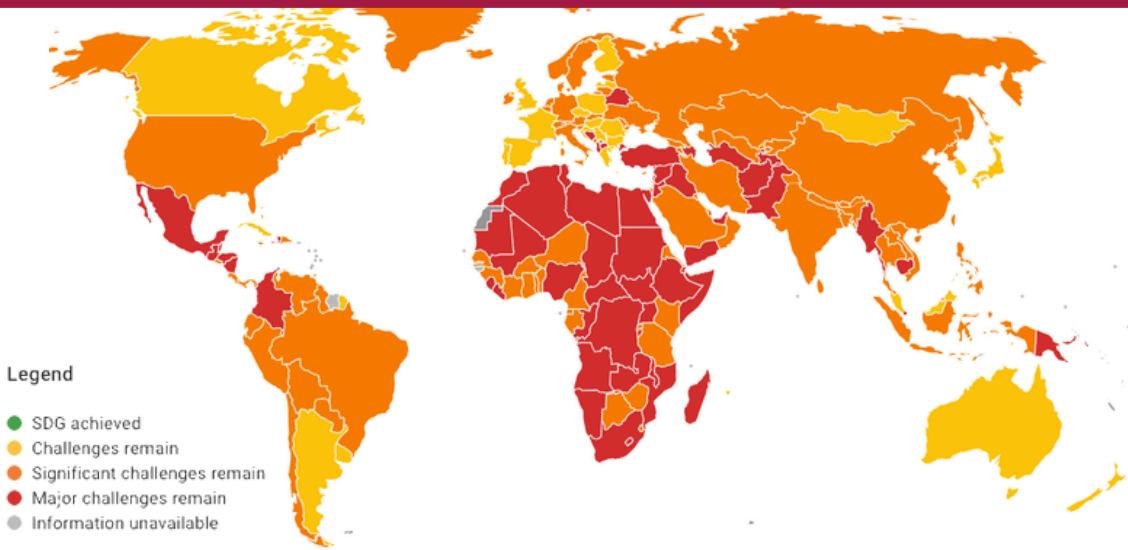 Legend
SDG achieved
Challenges remain
Significant challenges remain
Major challenges remain
Information unavailable